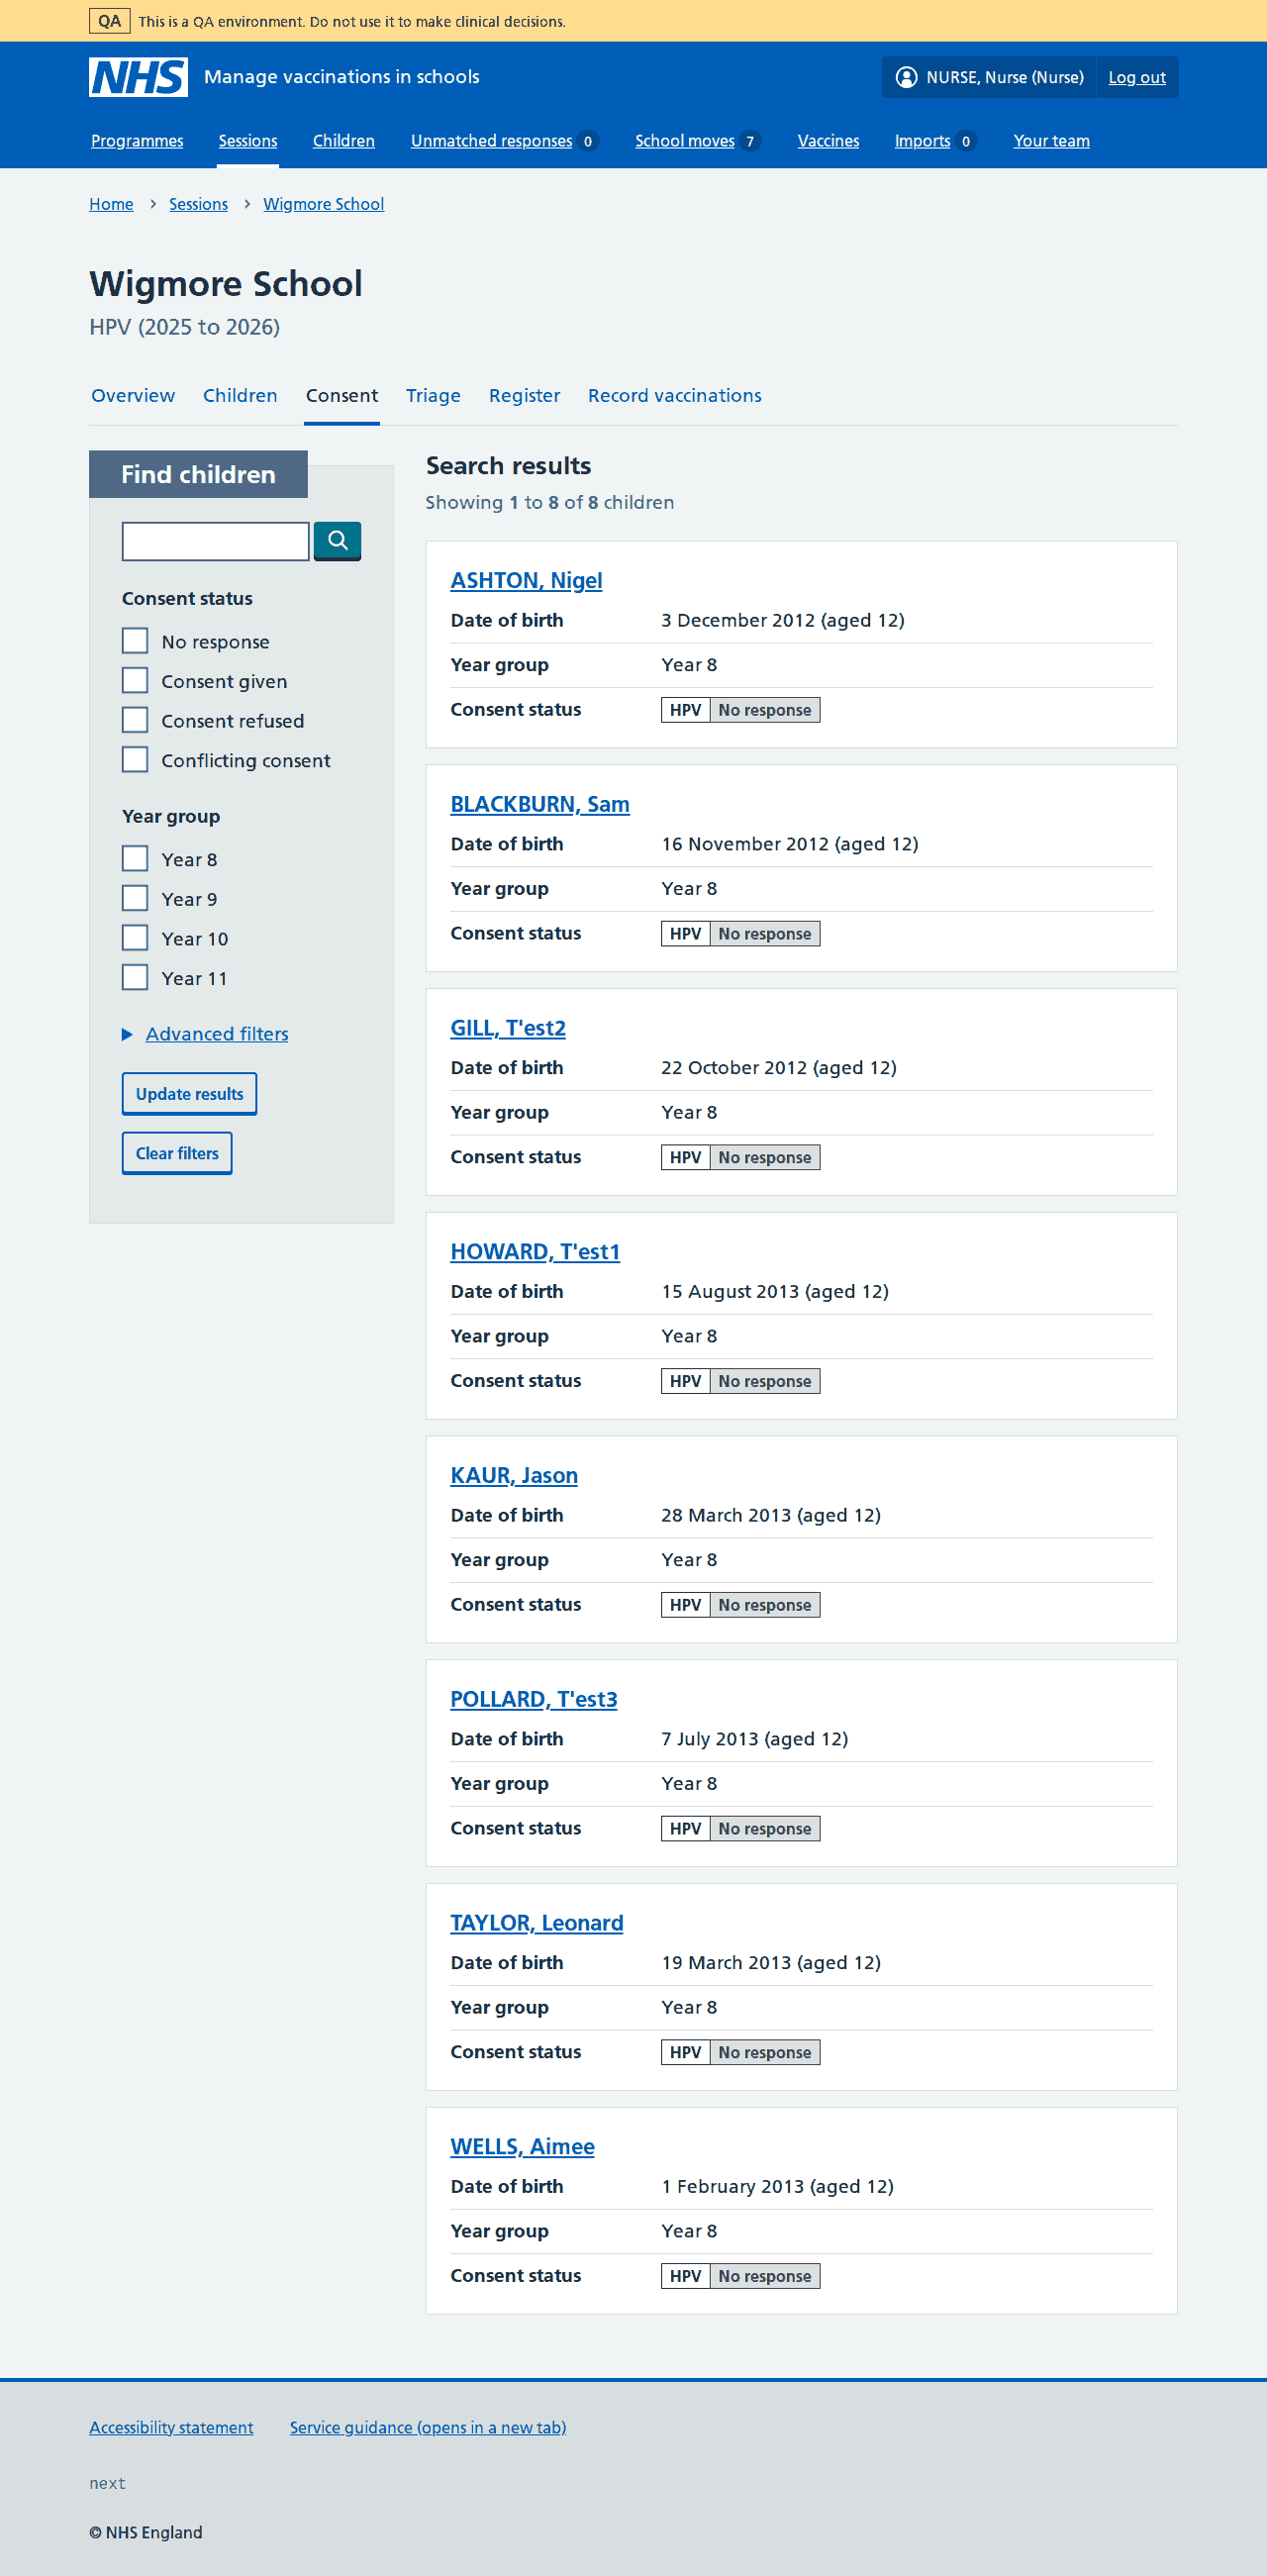 QA This is a QA environment. Do not use it to make clinical decisions.
NHS Manage vaccinations in schools NURSE, Nurse (Nurse) Log out
Programmes Sessions Children Unmatched responses 0 School moves 7 Vaccines Imports 0 Your team
Home › Sessions › Wigmore School
Wigmore School
HPV (2025 to 2026)
Overview Children Consent Triage Register Record vaccinations
Find children
Consent status
No response
Consent given
Consent refused
Conflicting consent
Year group
Year 8
Year 9
Year 10
Year 11
Advanced filters
Update results
Clear filters
Search results
Showing 1 to 8 of 8 children
ASHTON, Nigel
Date of birth 3 December 2012 (aged 12)
Year group Year 8
Consent status HPV No response
BLACKBURN, Sam
Date of birth 16 November 2012 (aged 12)
Year group Year 8
Consent status HPV No response
GILL, T'est2
Date of birth 22 October 2012 (aged 12)
Year group Year 8
Consent status HPV No response
HOWARD, T'est1
Date of birth 15 August 2013 (aged 12)
Year group Year 8
Consent status HPV No response
KAUR, Jason
Date of birth 28 March 2013 (aged 12)
Year group Year 8
Consent status HPV No response
POLLARD, T'est3
Date of birth 7 July 2013 (aged 12)
Year group Year 8
Consent status HPV No response
TAYLOR, Leonard
Date of birth 19 March 2013 (aged 12)
Year group Year 8
Consent status HPV No response
WELLS, Aimee
Date of birth 1 February 2013 (aged 12)
Year group Year 8
Consent status HPV No response
Accessibility statement Service guidance (opens in a new tab)
next
© NHS England